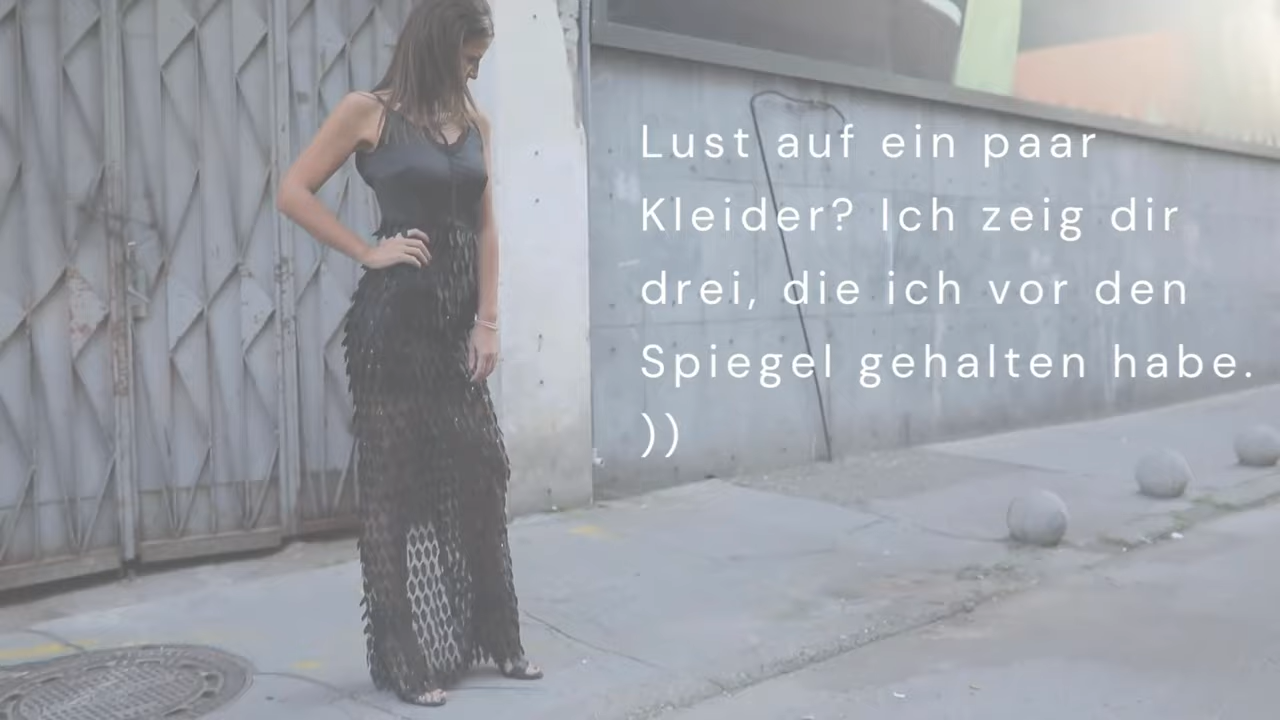 Lust auf ein paar
Kleider? Ich zeig dir
drei, die ich vor den
Spiegel gehalten habe.
))